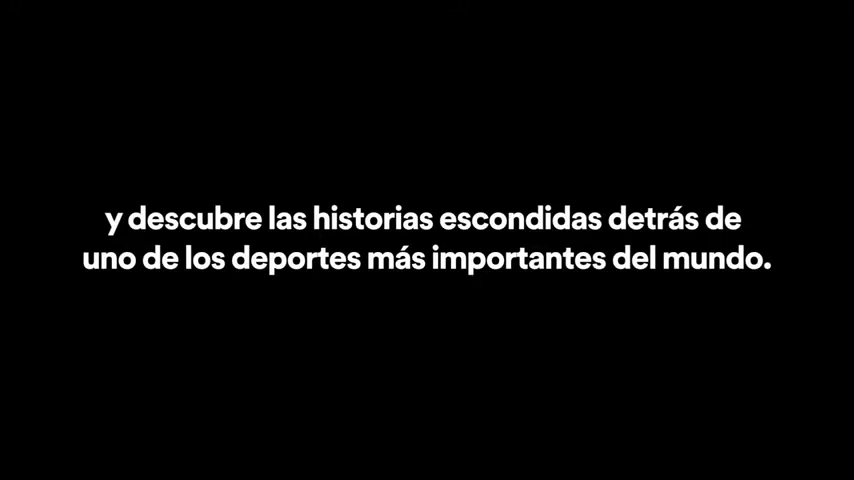 y descubre las historias escondidas detrás de
uno de los deportes más importantes del mundo.